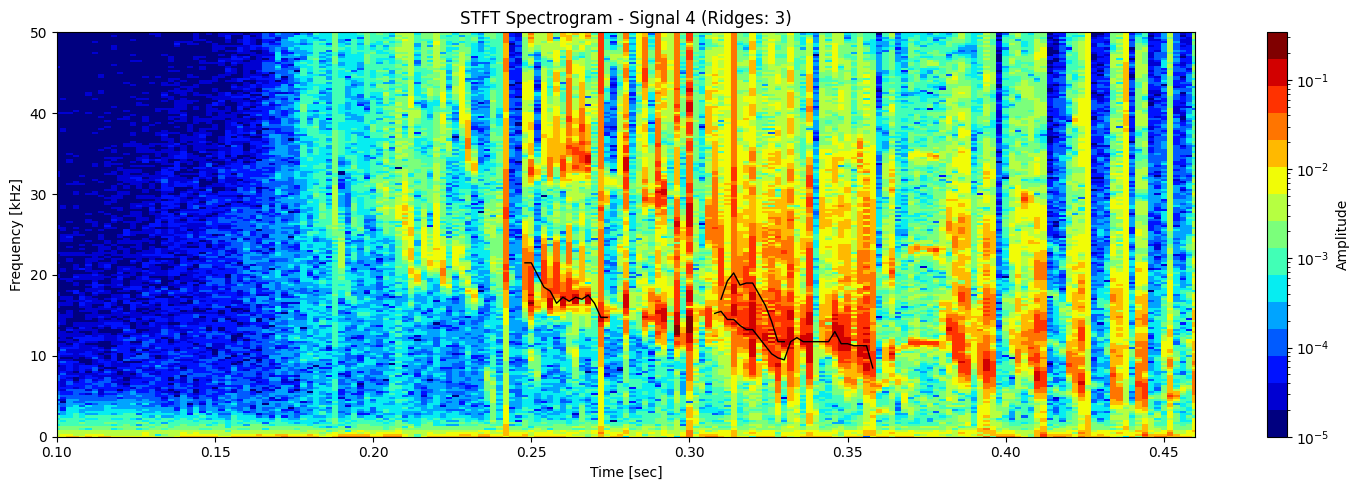 STFT Spectrogram - Signal 4 (Ridges: 3)
50
40
30
20
10
0
Frequency [kHz]
0.10 0.15 0.20 0.25 0.30 0.35 0.40 0.45
Time [sec]
10⁻¹
10⁻²
10⁻³
10⁻⁴
10⁻⁵
Amplitude